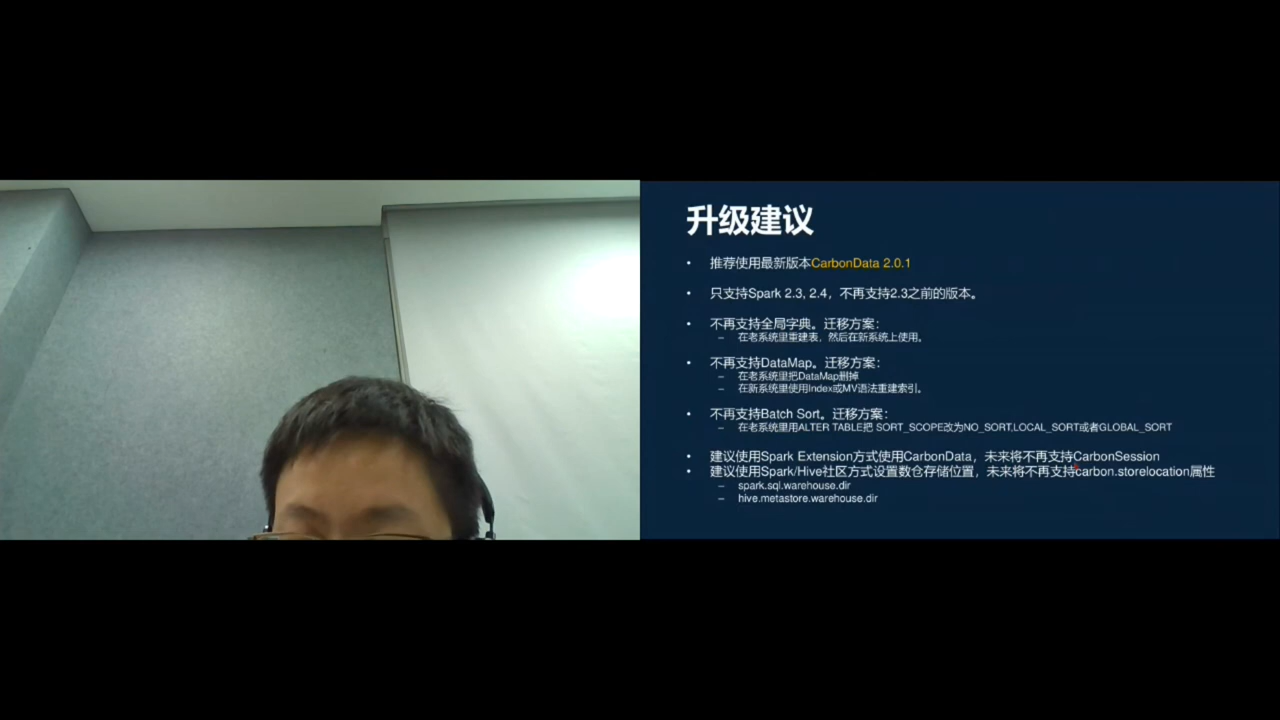 升级建议
• 推荐使用最新版本CarbonData 2.0.1
• 只支持Spark 2.3, 2.4，不再支持2.3之前的版本。
• 不再支持全局字典。迁移方案：
– 在老系统里重建表，然后在新系统上使用。
• 不再支持DataMap。迁移方案：
– 在老系统里把DataMap删掉
– 在新系统里使用Index或MV语法重建索引。
• 不再支持Batch Sort。迁移方案：
– 在老系统里用ALTER TABLE把 SORT_SCOPE改为NO_SORT,LOCAL_SORT或者GLOBAL_SORT
• 建议使用Spark Extension方式使用CarbonData，未来将不再支持CarbonSession
• 建议使用Spark/Hive社区方式设置数仓存储位置，未来将不再支持carbon.storelocation属性
– spark.sql.warehouse.dir
– hive.metastore.warehouse.dir